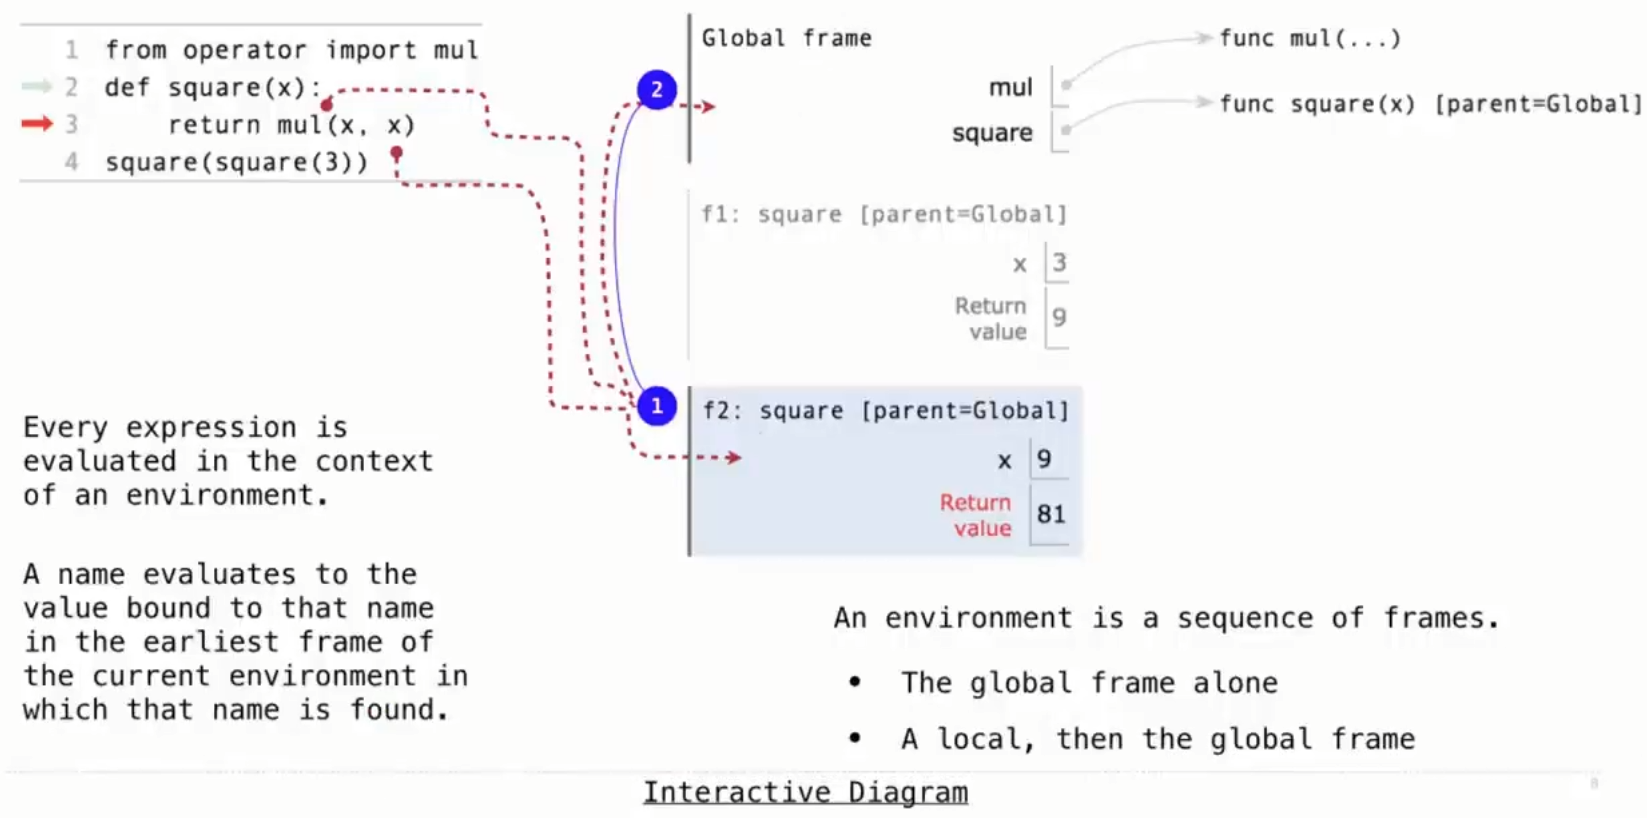 1 from operator import mul
2 def square(x):
3 return mul(x, x)
4 square(square(3))
Global frame
mul
square
func mul(...)
func square(x) [parent=Global]
2
f1: square [parent=Global]
x 3
Return
value
9
1
f2: square [parent=Global]
x 9
Return
value
81
Every expression is
evaluated in the context
of an environment.
A name evaluates to the
value bound to that name
in the earliest frame of
the current environment in
which that name is found.
An environment is a sequence of frames.
• The global frame alone
• A local, then the global frame
Interactive Diagram